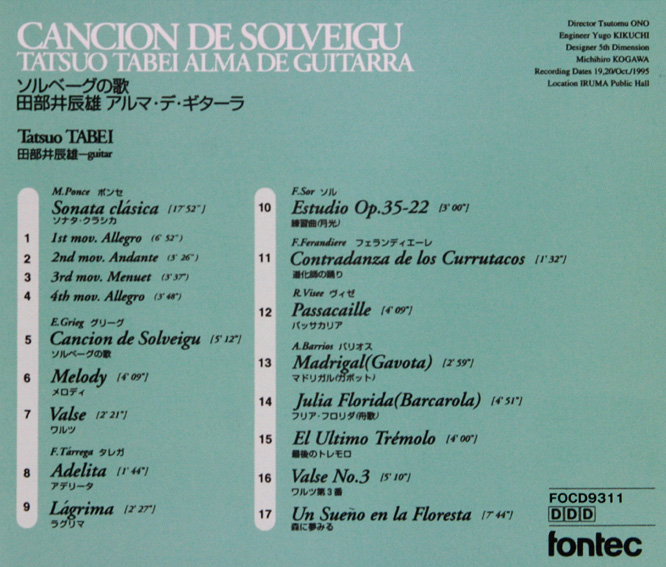 CANCION DE SOLVEIGU
TATSUO TABEI ALMA DE GUITARRA
ソルベーグの歌
田部井辰雄 アルマ・デ・ギターラ
Tatsuo TABEI
田部井辰雄—guitar
Director Tsutomu ONO
Engineer Yugo KIKUCHI
Designer 5th Dimension
Michihiro KOGAWA
Recording Dates 19,20/Oct./1995
Location IRUMA Public Hall
M.Ponce ポンセ
Sonata clásica [17'52"]
ソナタ・クラシカ
1 1st mov. Allegro (6' 52")
2 2nd mov. Andante (3' 26")
3 3rd mov. Menuet (3'37")
4 4th mov. Allegro (3'48")
E.Grieg グリーグ
5 Cancion de Solveigu [5' 12"]
ソルベーグの歌
6 Melody [4' 09"]
メロディ
7 Valse [2' 21"]
ワルツ
F.Tárrega タレガ
8 Adelita [1' 44"]
アデリータ
9 Lágrima [2' 27"]
ラグリマ
F.Sor ソル
10 Estudio Op.35-22 [3' 00"]
練習曲(月光)
F.Ferandiere フェランディエーレ
11 Contradanza de los Currutacos [1' 32"]
道化師の踊り
R.Visee ヴィゼ
12 Passacaille [4' 09"]
パッサカリア
A.Barrios バリオス
13 Madrigal(Gavota) [2' 59"]
マドリガル(ガボット)
14 Julia Florida(Barcarola) [4' 51"]
フリア・フロリダ(舟歌)
15 El Ultimo Trémolo [4' 00"]
最後のトレモロ
16 Valse No.3 [5' 10"]
ワルツ第3番
17 Un Sueño en la Floresta [7' 44"]
森に夢みる
FOCD9311
DDD
fontec